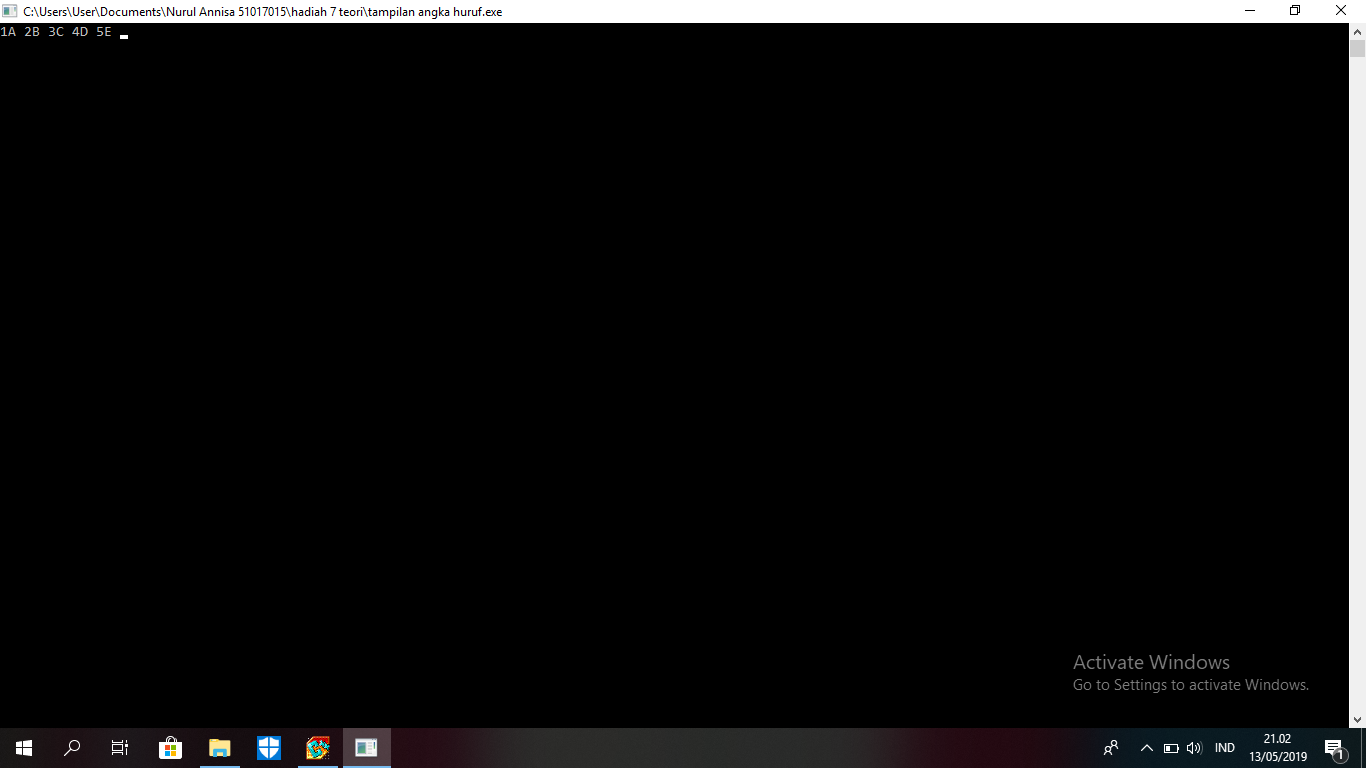 C:\Users\User\Documents\Nurul Annisa 51017015\hadiah 7 teori\tampilan angka huruf.exe
1A 2B 3C 4D 5E
Activate Windows
Go to Settings to activate Windows.
IND
21.02
13/05/2019
1